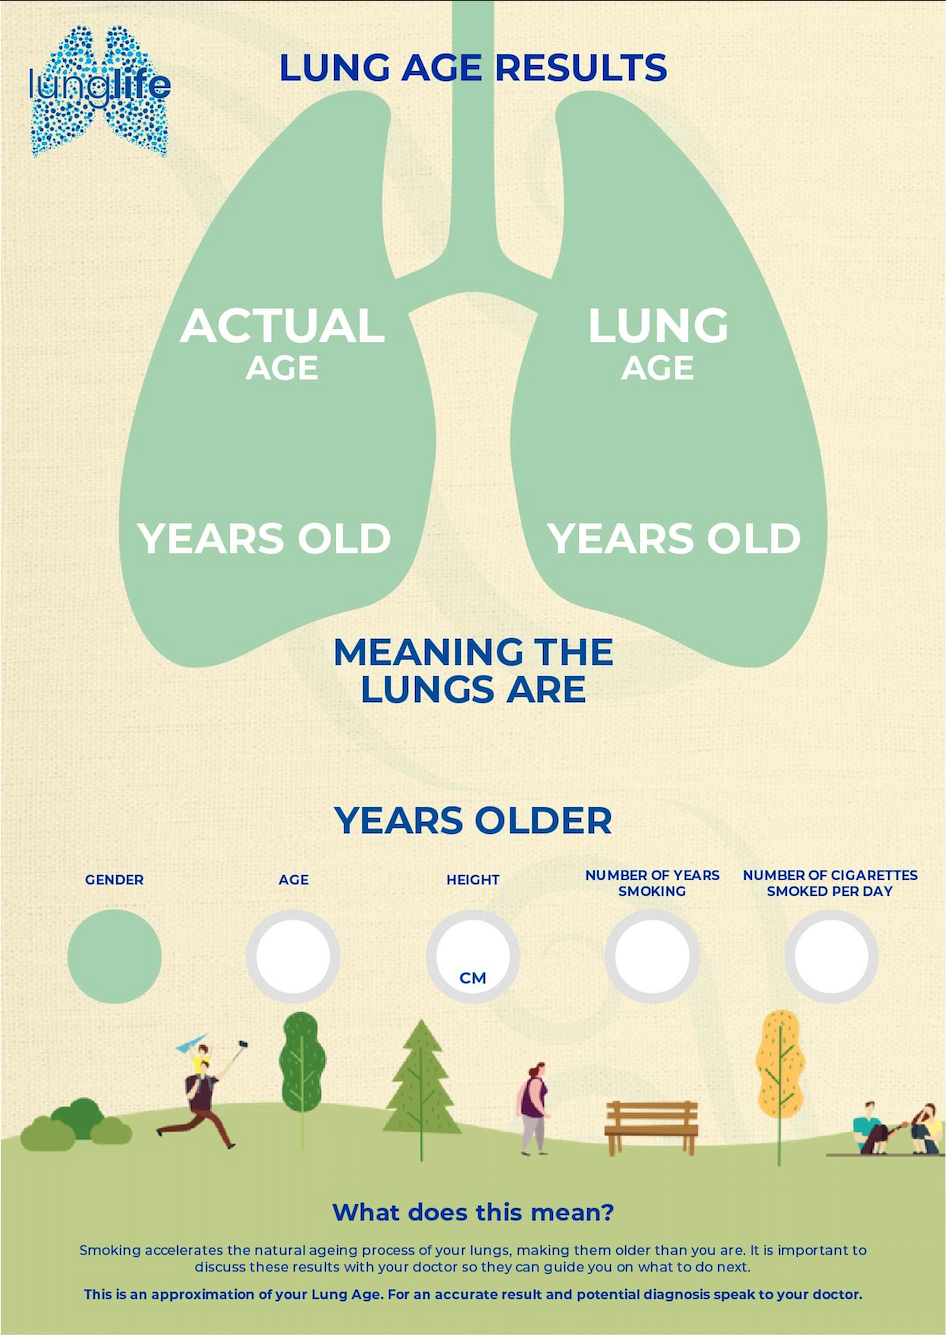 lunglife
LUNG AGE RESULTS
ACTUAL
AGE
YEARS OLD
LUNG
AGE
YEARS OLD
MEANING THE
LUNGS ARE
YEARS OLDER
GENDER
AGE
HEIGHT
CM
NUMBER OF YEARS
SMOKING
NUMBER OF CIGARETTES
SMOKED PER DAY
What does this mean?
Smoking accelerates the natural ageing process of your lungs, making them older than you are. It is important to
discuss these results with your doctor so they can guide you on what to do next.
This is an approximation of your Lung Age. For an accurate result and potential diagnosis speak to your doctor.